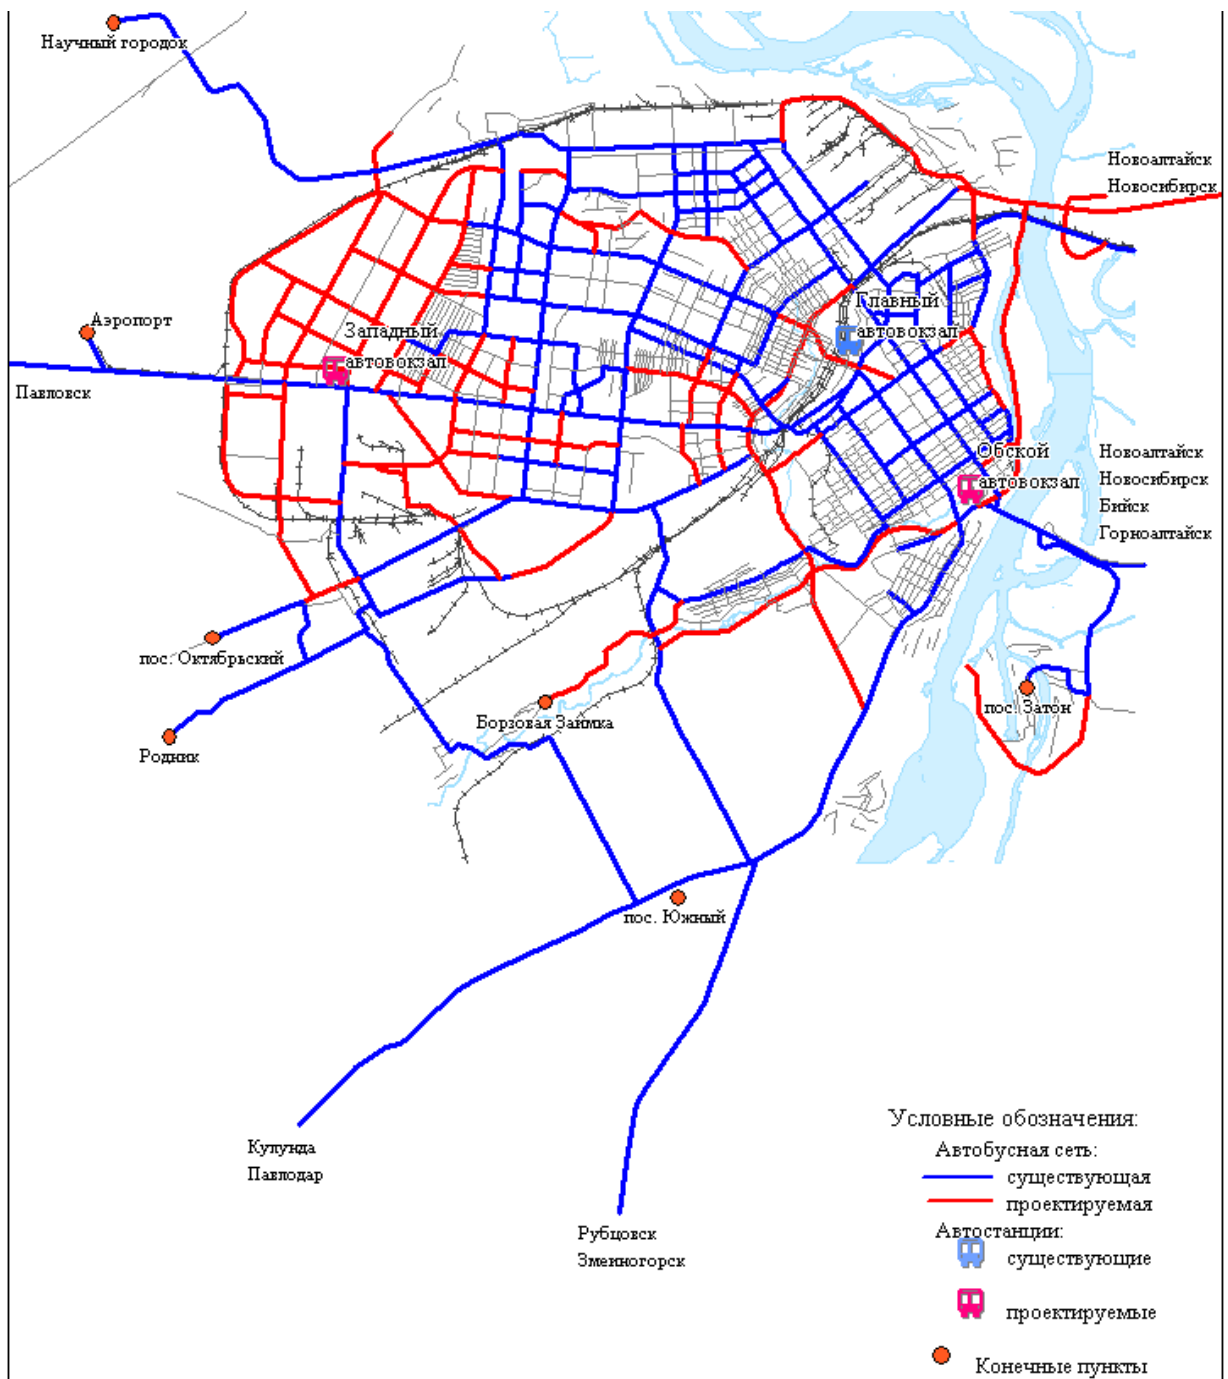 Научный городок
Новоалтайск
Новосибирск
Аэропорт
Главный
автовокзал
Западный
автовокзал
Павловск
Обской
автовокзал
Новоалтайск
Новосибирск
Бийск
Горноалтайск
пос. Октябрьский
Борзовая Заимка
пос. Затон
Родник
пос. Южный
Кулунда
Павлодар
Рубцовск
Змеиногорск
Условные обозначения:
Автобусная сеть:
существующая
проектируемая
Автостанции:
существующие
проектируемые
Конечные пункты